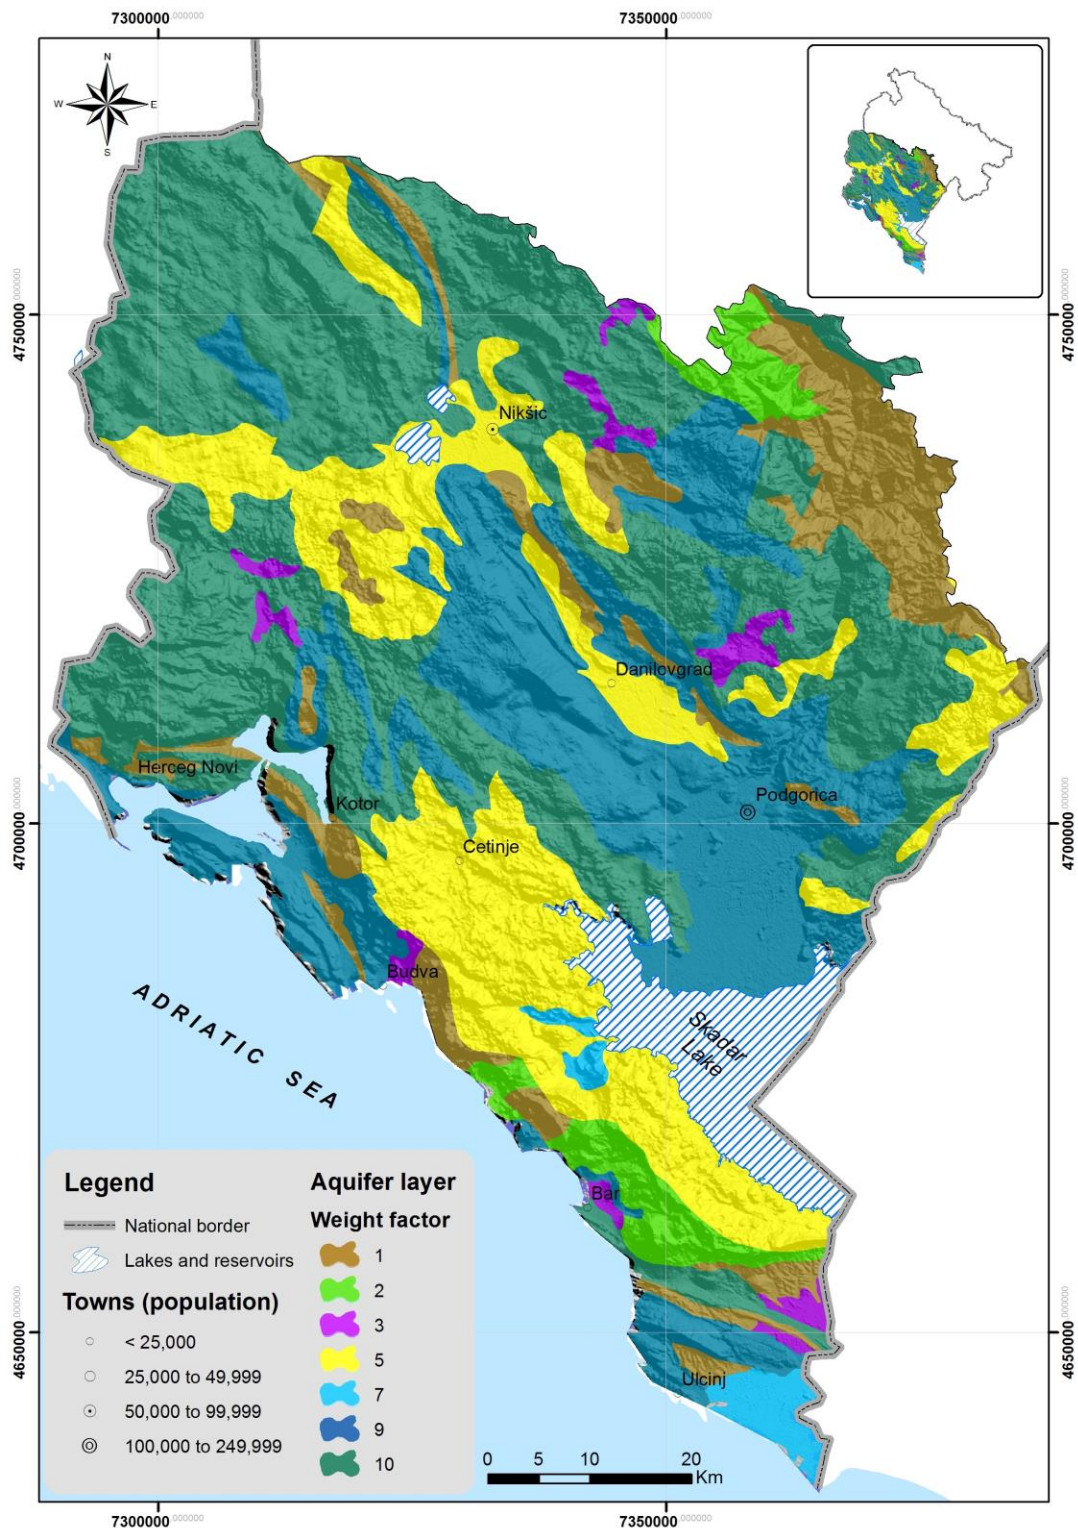 7300000.000000
7350000.000000
N
W
E
S
4750000.000000
4750000.000000
Nikšic
Danilovgrad
Herceg Novi
Podgorica
Kotor
4700000.000000
4700000.000000
Cetinje
Budva
ADRIATIC SEA
Skadar
Lake
Bar
4650000.000000
4650000.000000
Ulcinj
Legend
National border
Lakes and reservoirs
Towns (population)
< 25,000
25,000 to 49,999
50,000 to 99,999
100,000 to 249,999
Aquifer layer
Weight factor
1
2
3
5
7
9
10
0 5 10 20
Km
7300000.000000
7350000.000000